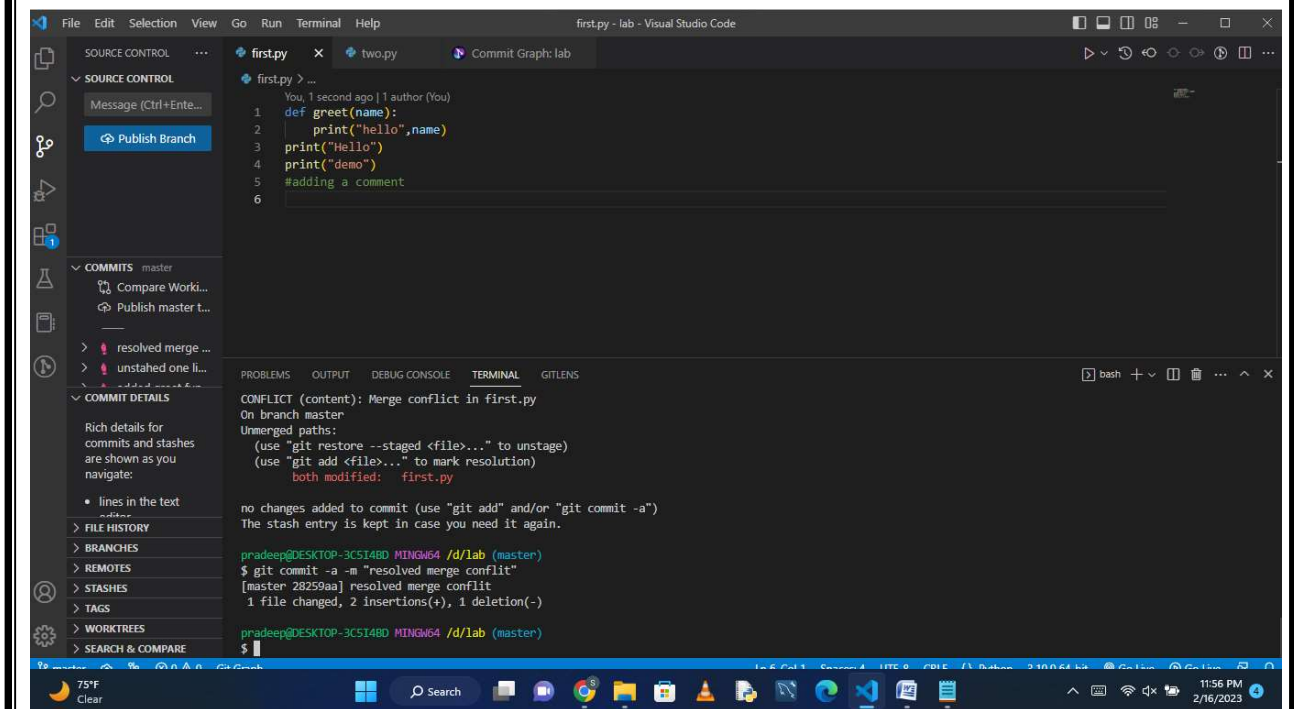 File Edit Selection View Go Run Terminal Help first.py - lab - Visual Studio Code
SOURCE CONTROL ...
first.py two.py Commit Graph: lab
SOURCE CONTROL
Message (Ctrl+Ente...
Publish Branch
first.py > ...
You, 1 second ago | 1 author (You)
1 def greet(name):
2 print("hello",name)
3 print("Hello")
4 print("demo")
5 #adding a comment
6
1
COMMITS master
Compare Worki...
Publish master t...
resolved merge ...
unstahed one li...
COMMIT DETAILS
Rich details for
commits and stashes
are shown as you
navigate:
• lines in the text
> FILE HISTORY
> BRANCHES
> REMOTES
> STASHES
> TAGS
> WORKTREES
> SEARCH & COMPARE
PROBLEMS OUTPUT DEBUG CONSOLE TERMINAL GITLENS
bash
CONFLICT (content): Merge conflict in first.py
On branch master
Unmerged paths:
(use "git restore --staged <file>..." to unstage)
(use "git add <file>..." to mark resolution)
both modified: first.py
no changes added to commit (use "git add" and/or "git commit -a")
The stash entry is kept in case you need it again.
pradeep@DESKTOP-3C5I4BD MINGW64 /d/lab (master)
$ git commit -a -m "resolved merge conflit"
[master 28259aa] resolved merge conflit
1 file changed, 2 insertions(+), 1 deletion(-)
pradeep@DESKTOP-3C5I4BD MINGW64 /d/lab (master)
$
75°F
Clear
Search
11:56 PM
2/16/2023
4